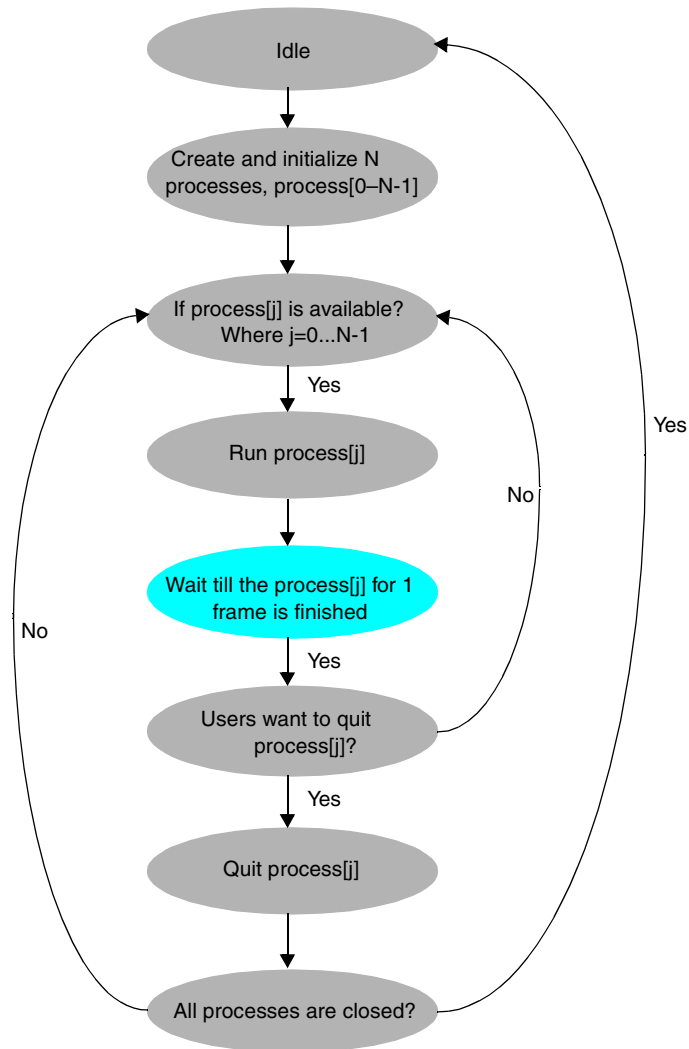 Idle
Create and initialize N
processes, process[0–N-1]
If process[j] is available?
Where j=0...N-1
Yes
Run process[j]
Yes
No
Wait till the process[j] for 1
frame is finished
No
Yes
Users want to quit
process[j]?
Yes
Quit process[j]
All processes are closed?